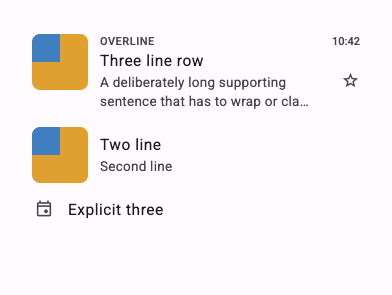 OVERLINE 10:42
Three line row
A deliberately long supporting
sentence that has to wrap or cla…
Two line
Second line
Explicit three